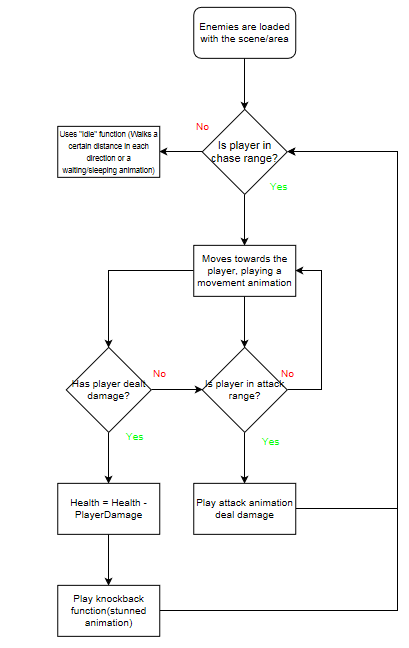 Enemies are loaded
with the scene/area
No
Is player in
chase range?
Uses "Idle" function (Walks a
certain distance in each
direction or a
waiting/sleeping animation)
Yes
Moves towards the
player, playing a
movement animation
Has player dealt
damage?
No
Is player in attack
range?
No
Yes
Yes
Health = Health -
PlayerDamage
Play attack animation
deal damage
Play knockback
function(stunned
animation)